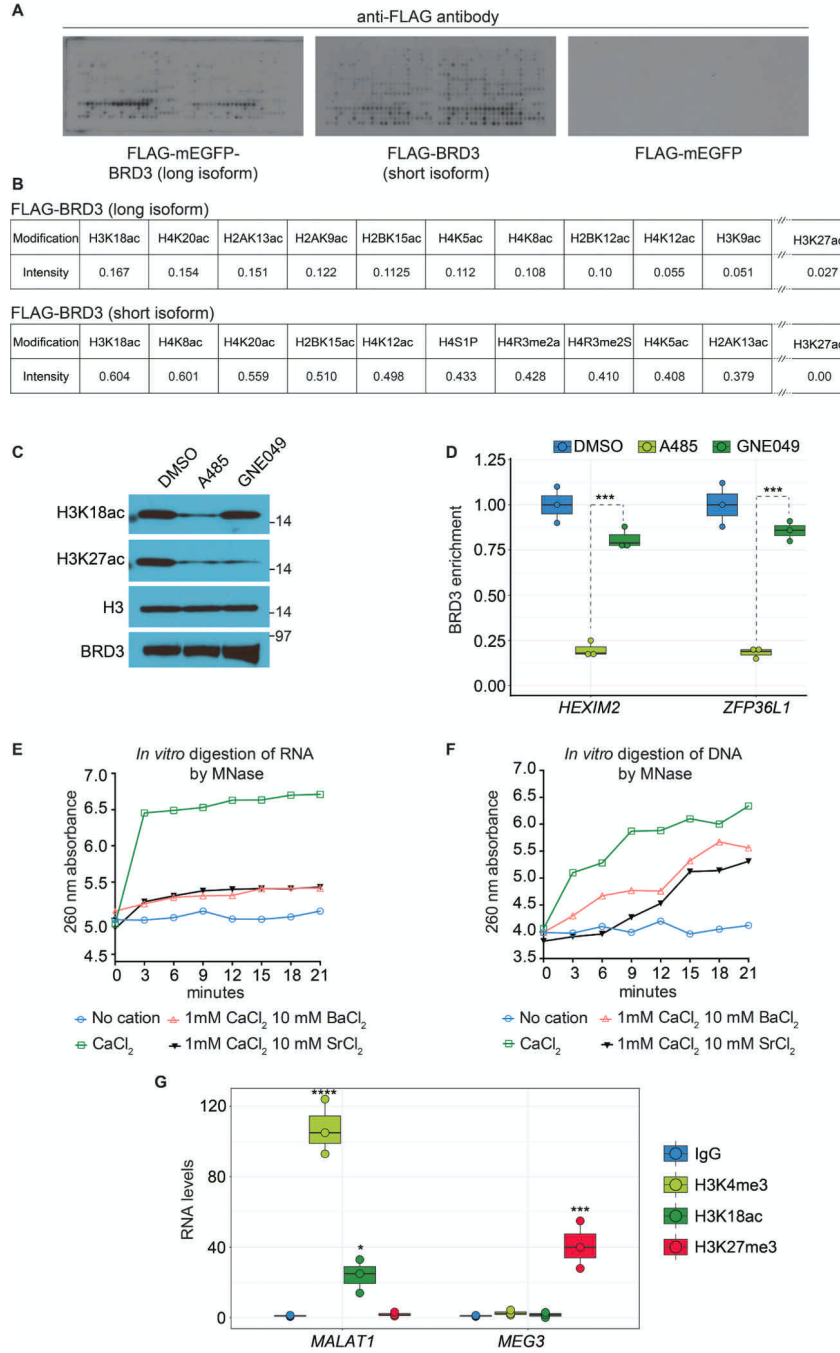 A
anti-FLAG antibody
FLAG-mEGFP-
BRD3 (long isoform)
FLAG-BRD3
(short isoform)
FLAG-mEGFP
B
FLAG-BRD3 (long isoform)
Modification H3K18ac H4K20ac H2AK13ac H2AK9ac H2BK15ac H4K5ac H4K8ac H2BK12ac H4K12ac H3K9ac // H3K27ac
Intensity 0.167 0.154 0.151 0.122 0.1125 0.112 0.108 0.10 0.055 0.051 // 0.027
FLAG-BRD3 (short isoform)
Modification H3K18ac H4K8ac H4K20ac H2BK15ac H4K12ac H4S1P H4R3me2a H4R3me2S H4K5ac H2AK13ac // H3K27ac
Intensity 0.604 0.601 0.559 0.510 0.498 0.433 0.428 0.410 0.408 0.379 // 0.00
C
DMSO A485 GNE049
H3K18ac
-14
H3K27ac
-14
H3
-14
BRD3
-97
D
DMSO A485 GNE049
1.25
1.00
0.75
0.50
0.25
0.00
BRD3 enrichment
***
***
HEXIM2 ZFP36L1
E
In vitro digestion of RNA
by MNase
7.0
6.5
6.0
5.5
5.0
4.5
260 nm absorbance
0 3 6 9 12 15 18 21
minutes
No cation 1mM CaCl2 10 mM BaCl2
CaCl2 1mM CaCl2 10 mM SrCl2
F
In vitro digestion of DNA
by MNase
7.0
6.5
6.0
5.5
5.0
4.5
4.0
3.5
260 nm absorbance
0 3 6 9 12 15 18 21
minutes
No cation 1mM CaCl2 10 mM BaCl2
CaCl2 1mM CaCl2 10 mM SrCl2
G
120
80
40
0
RNA levels
****
*
***
MALAT1 MEG3
IgG
H3K4me3
H3K18ac
H3K27me3